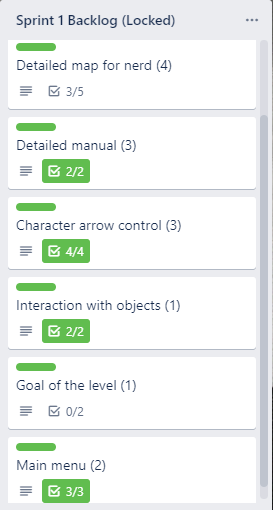 Sprint 1 Backlog (Locked)
Detailed map for nerd (4)
3/5
Detailed manual (3)
2/2
Character arrow control (3)
4/4
Interaction with objects (1)
2/2
Goal of the level (1)
0/2
Main menu (2)
3/3